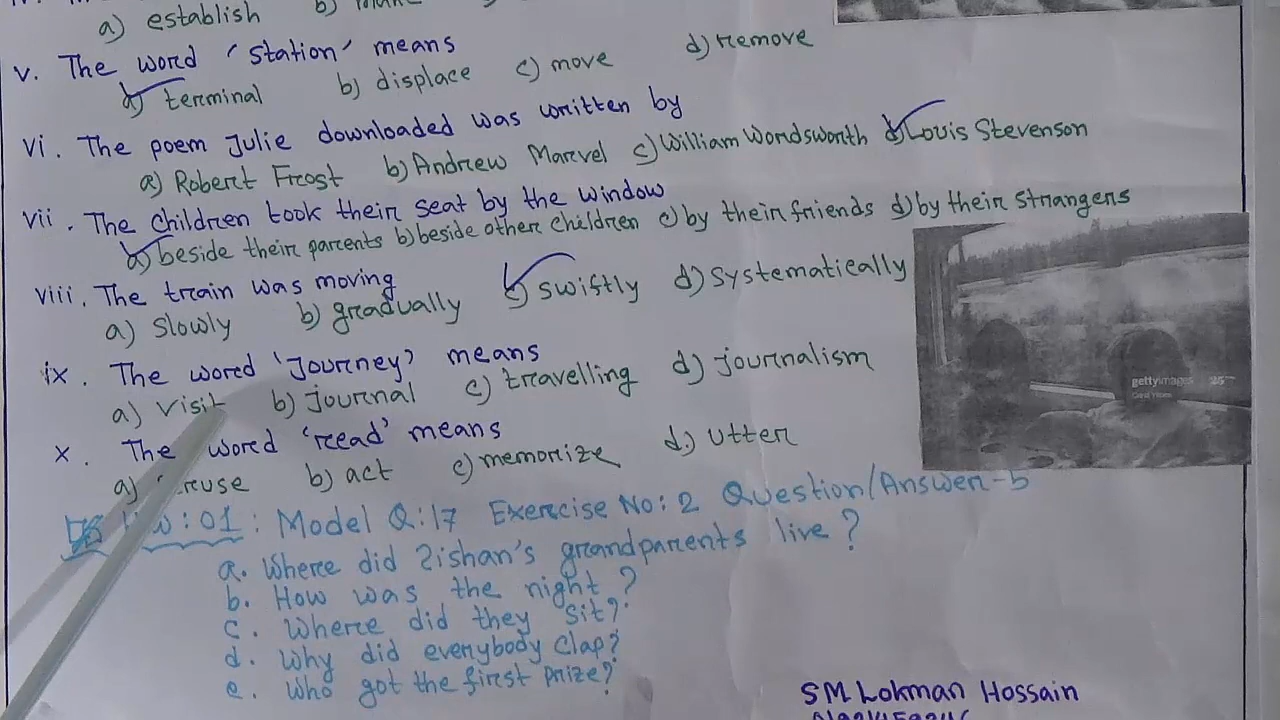 a) establish b)
v. The word 'station' means
a) terminal b) displace c) move d) remove
vi. The poem Julie downloaded was written by
a) Robert Frost b) Andrew Marvel c) William Wordsworth d) Louis Stevenson
vii. The children took their seat by the window
a) beside their parents b) beside other children c) by their friends d) by their strangers
viii. The train was moving
a) slowly b) gradually c) swiftly d) systematically
ix. The word 'Journey' means
a) visit b) journal c) travelling d) journalism
x. The word 'read' means
a) b) act c) memorize d) utter
:01: Model Q:17 Exercise No: 2 Question/Answer-b
a. Where did Zishan's grandparents live?
b. How was the night?
c. Where did they sit?
d. Why did everybody clap?
e. Who got the first prize?
gettyimages
SM Lokman Hossain